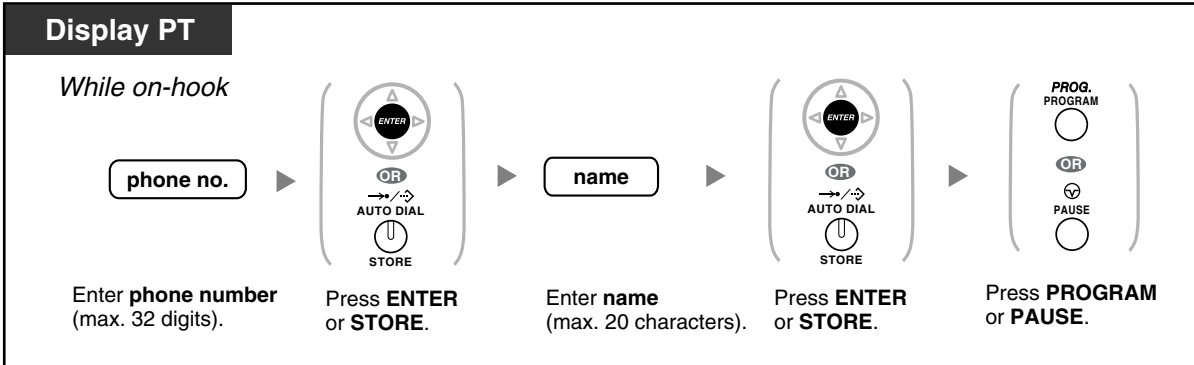 Display PT
While on-hook
phone no.
ENTER
OR
AUTO DIAL
STORE
name
ENTER
OR
AUTO DIAL
STORE
PROG.
PROGRAM
OR
PAUSE
Enter phone number
(max. 32 digits).
Press ENTER
or STORE.
Enter name
(max. 20 characters).
Press ENTER
or STORE.
Press PROGRAM
or PAUSE.